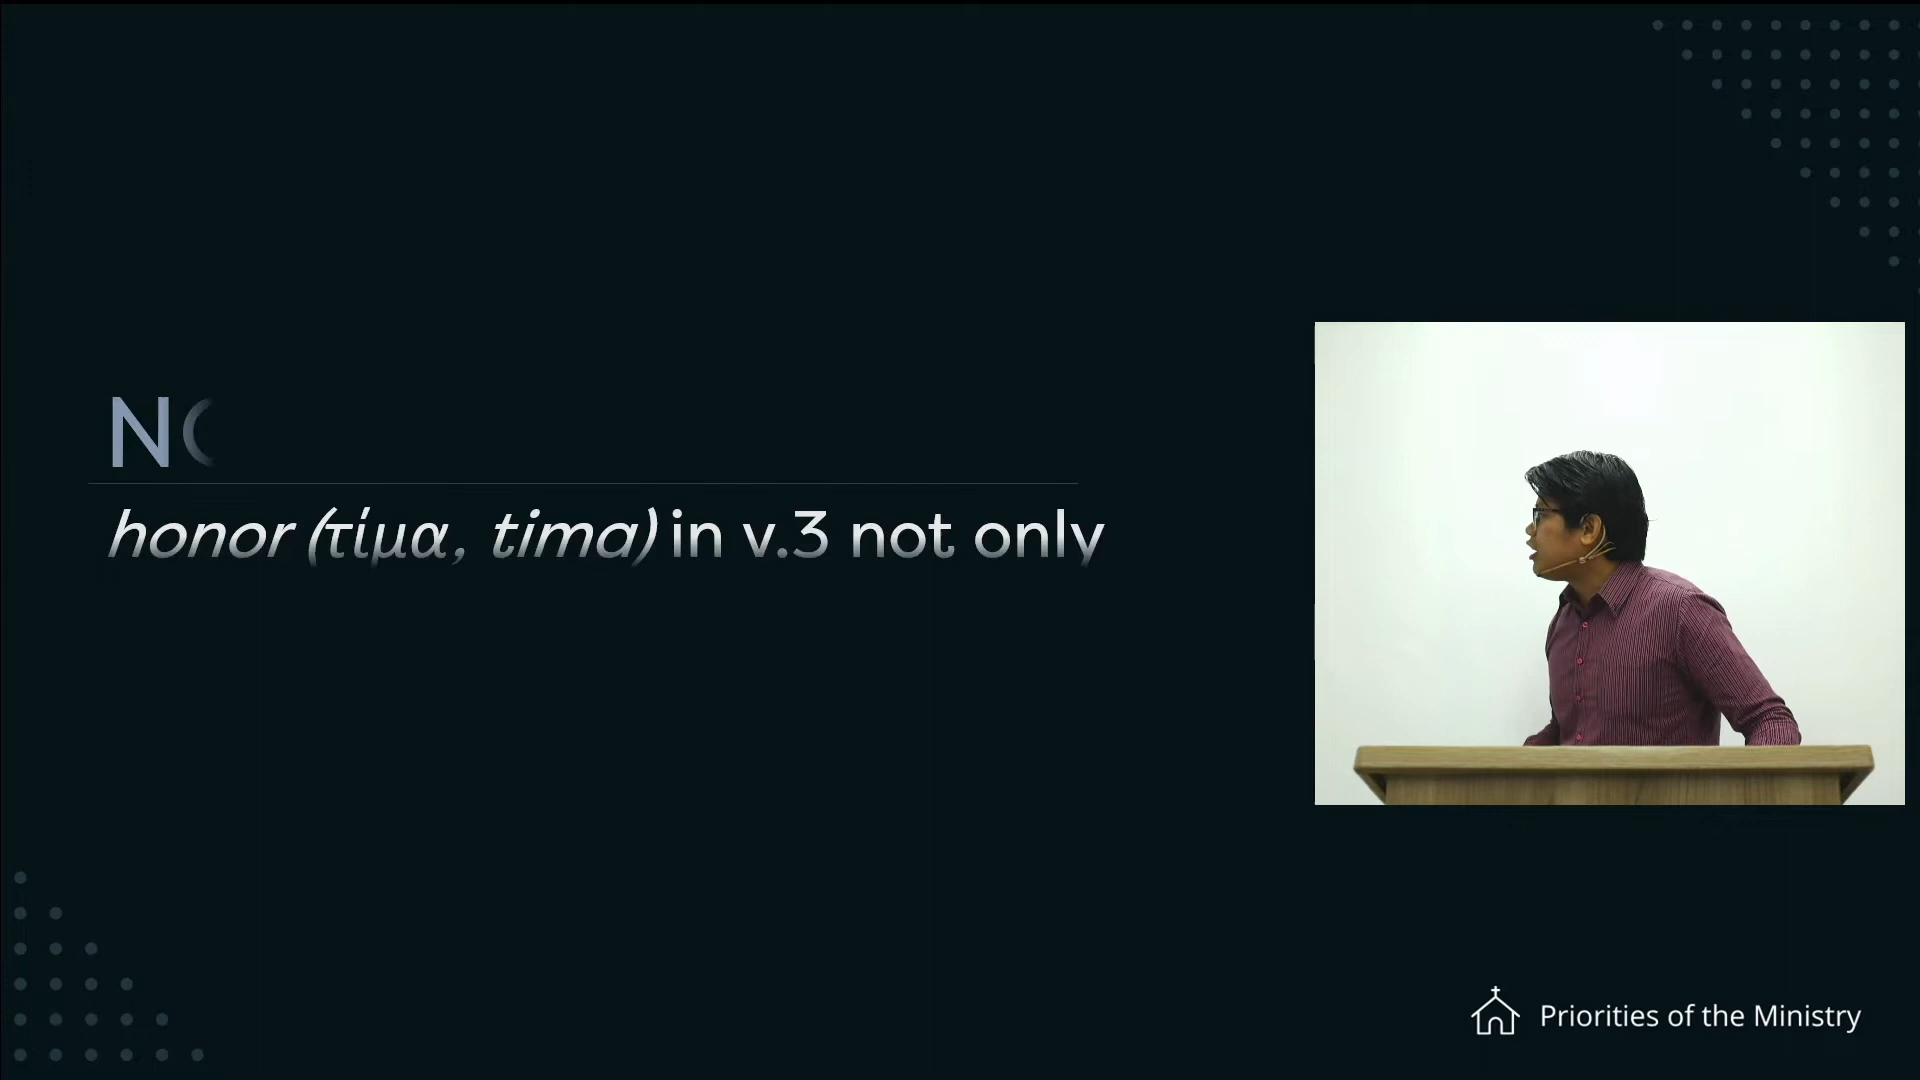 N
honor (τίμα, tima) in v.3 not only
Priorities of the Ministry